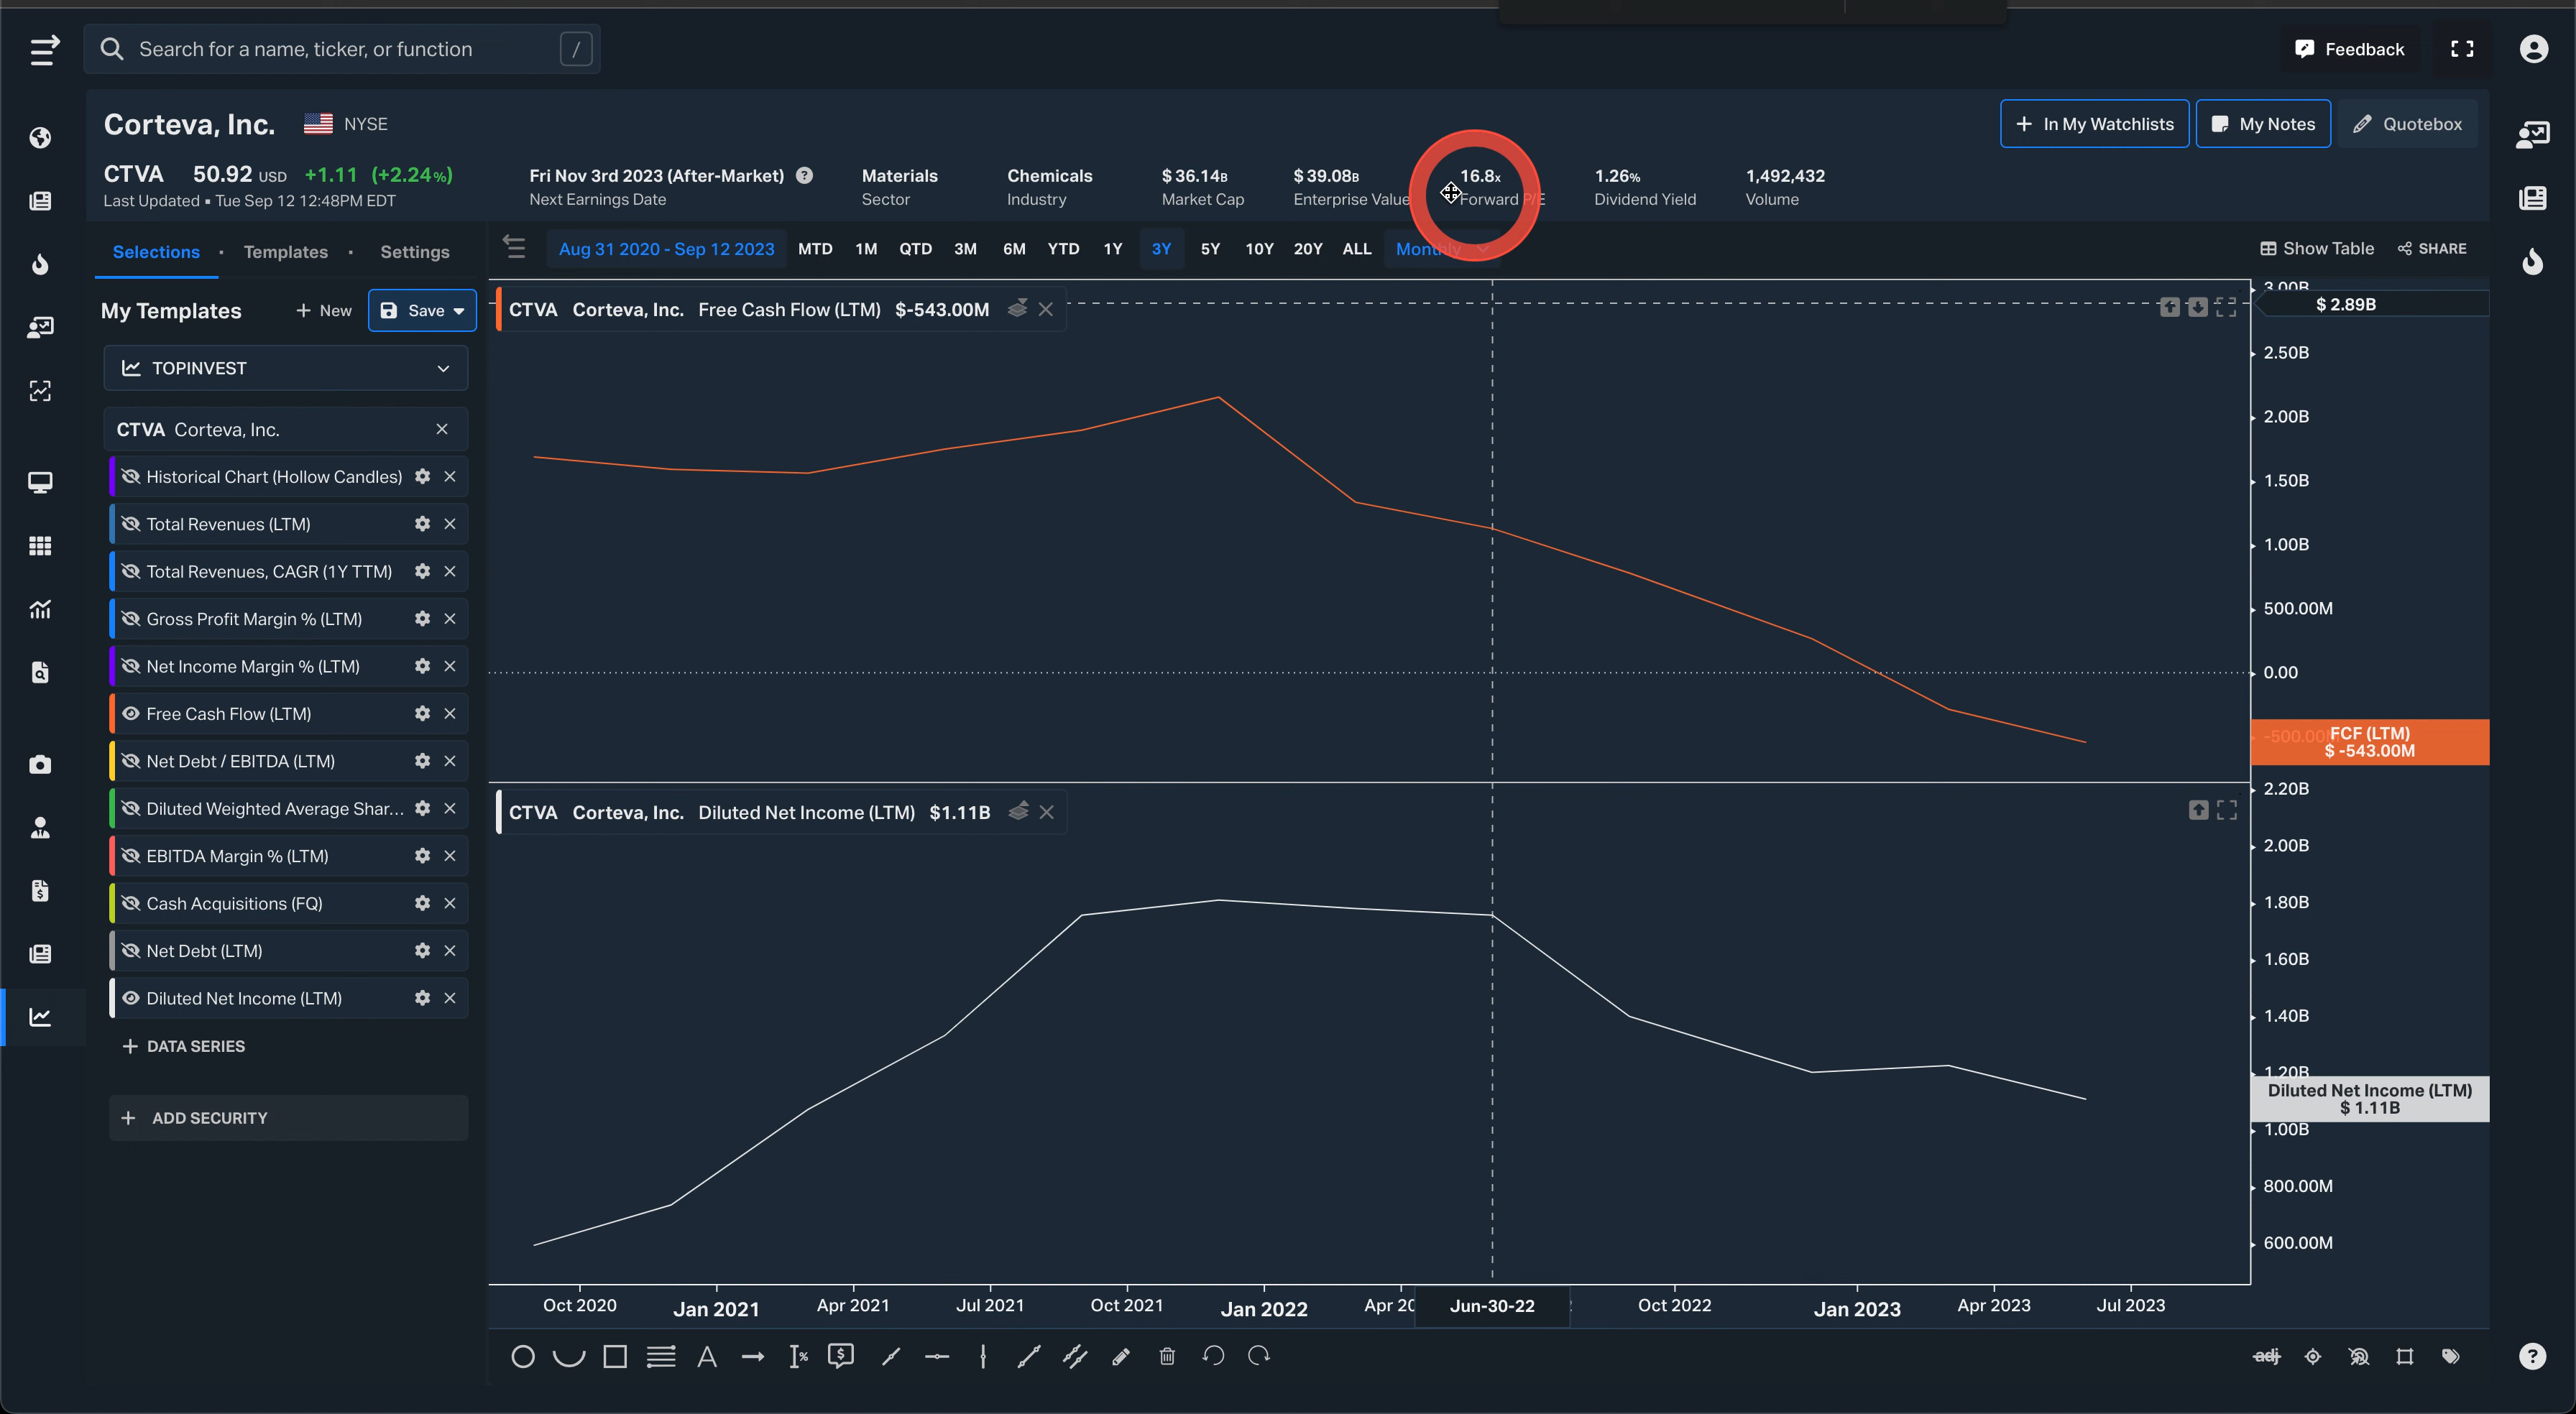 Search for a name, ticker, or function
/
Feedback
Corteva, Inc. NYSE
+ In My Watchlists
My Notes
Quotebox
CTVA 50.92 USD +1.11 (+2.24%)
Last Updated ▪ Tue Sep 12 12:48PM EDT
Fri Nov 3rd 2023 (After-Market) ?
Next Earnings Date
Materials
Sector
Chemicals
Industry
$ 36.14B
Market Cap
$ 39.08B
Enterprise Value
16.8x
Forward P/E
1.26%
Dividend Yield
1,492,432
Volume
Selections · Templates · Settings
Aug 31 2020 - Sep 12 2023 MTD 1M QTD 3M 6M YTD 1Y 3Y 5Y 10Y 20Y ALL Monthly
Show Table SHARE
My Templates + New Save
TOPINVEST
CTVA Corteva, Inc.
Historical Chart (Hollow Candles)
Total Revenues (LTM)
Total Revenues, CAGR (1Y TTM)
Gross Profit Margin % (LTM)
Net Income Margin % (LTM)
Free Cash Flow (LTM)
Net Debt / EBITDA (LTM)
Diluted Weighted Average Shar...
EBITDA Margin % (LTM)
Cash Acquisitions (FQ)
Net Debt (LTM)
Diluted Net Income (LTM)
+ DATA SERIES
+ ADD SECURITY
CTVA Corteva, Inc. Free Cash Flow (LTM) $-543.00M
3.00B
$ 2.89B
2.50B
2.00B
1.50B
1.00B
500.00M
0.00
FCF (LTM)
$ -543.00M
CTVA Corteva, Inc. Diluted Net Income (LTM) $1.11B
2.20B
2.00B
1.80B
1.60B
1.40B
1.20B
Diluted Net Income (LTM)
$ 1.11B
1.00B
800.00M
600.00M
Oct 2020 Jan 2021 Apr 2021 Jul 2021 Oct 2021 Jan 2022 Apr 20 Jun-30-22 Oct 2022 Jan 2023 Apr 2023 Jul 2023
A % $ adj ?